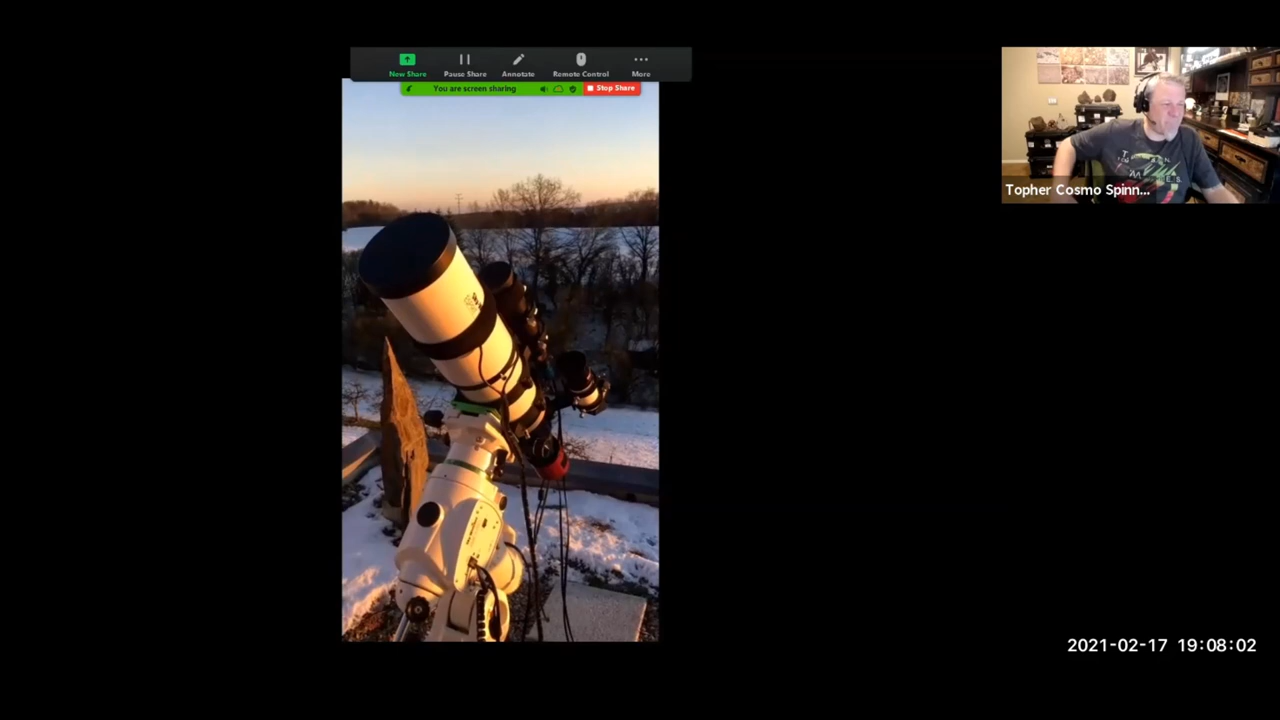 New Share
Pause Share
Annotate
Remote Control
More
You are screen sharing
Stop Share
Topher Cosmo Spinn...
2021-02-17 19:08:02